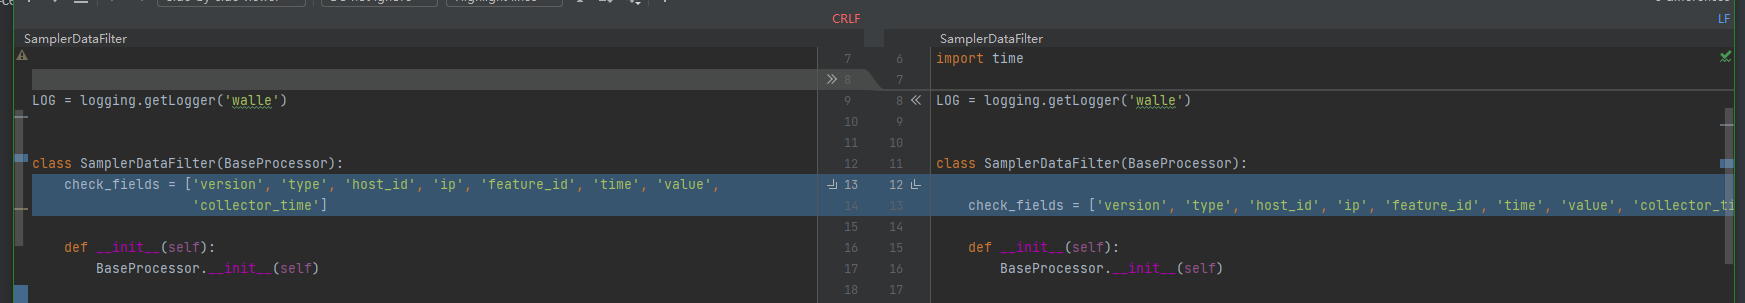 CRLF
LF
SamplerDataFilter
SamplerDataFilter
7
6
import time
8
7
LOG = logging.getLogger('walle')
9
8
LOG = logging.getLogger('walle')
10
9
11
10
class SamplerDataFilter(BaseProcessor):
12
11
class SamplerDataFilter(BaseProcessor):
check_fields = ['version', 'type', 'host_id', 'ip', 'feature_id', 'time', 'value',
13
12
'collector_time']
14
13
check_fields = ['version', 'type', 'host_id', 'ip', 'feature_id', 'time', 'value', 'collector_ti
15
14
def __init__(self):
16
15
def __init__(self):
BaseProcessor.__init__(self)
17
16
BaseProcessor.__init__(self)
18
17